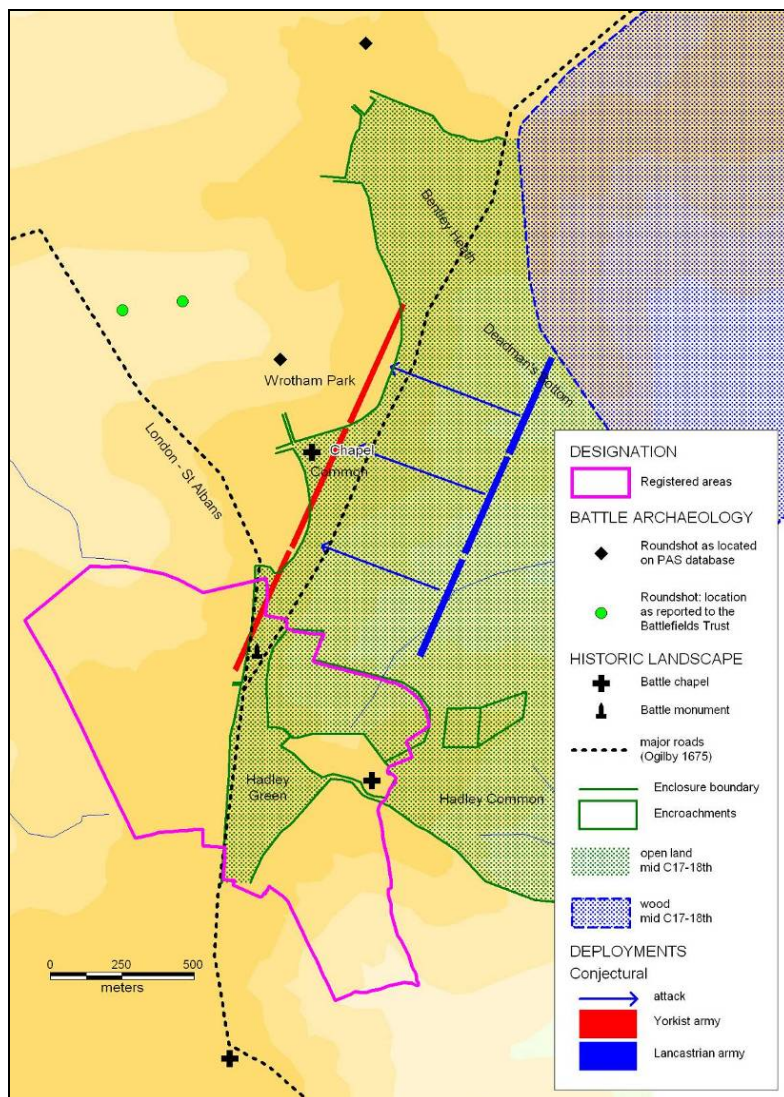 Bentley Heath
Deadman's Bottom
Wrotham Park
Chapel
Common
London - St Albans
Hadley
Green
Hadley Common
0 250 500
meters
DESIGNATION
Registered areas
BATTLE ARCHAEOLOGY
Roundshot as located
on PAS database
Roundshot: location
as reported to the
Battlefields Trust
HISTORIC LANDSCAPE
Battle chapel
Battle monument
major roads
(Ogilby 1675)
Enclosure boundary
Encroachments
open land
mid C17-18th
wood
mid C17-18th
DEPLOYMENTS
Conjectural
attack
Yorkist army
Lancastrian army